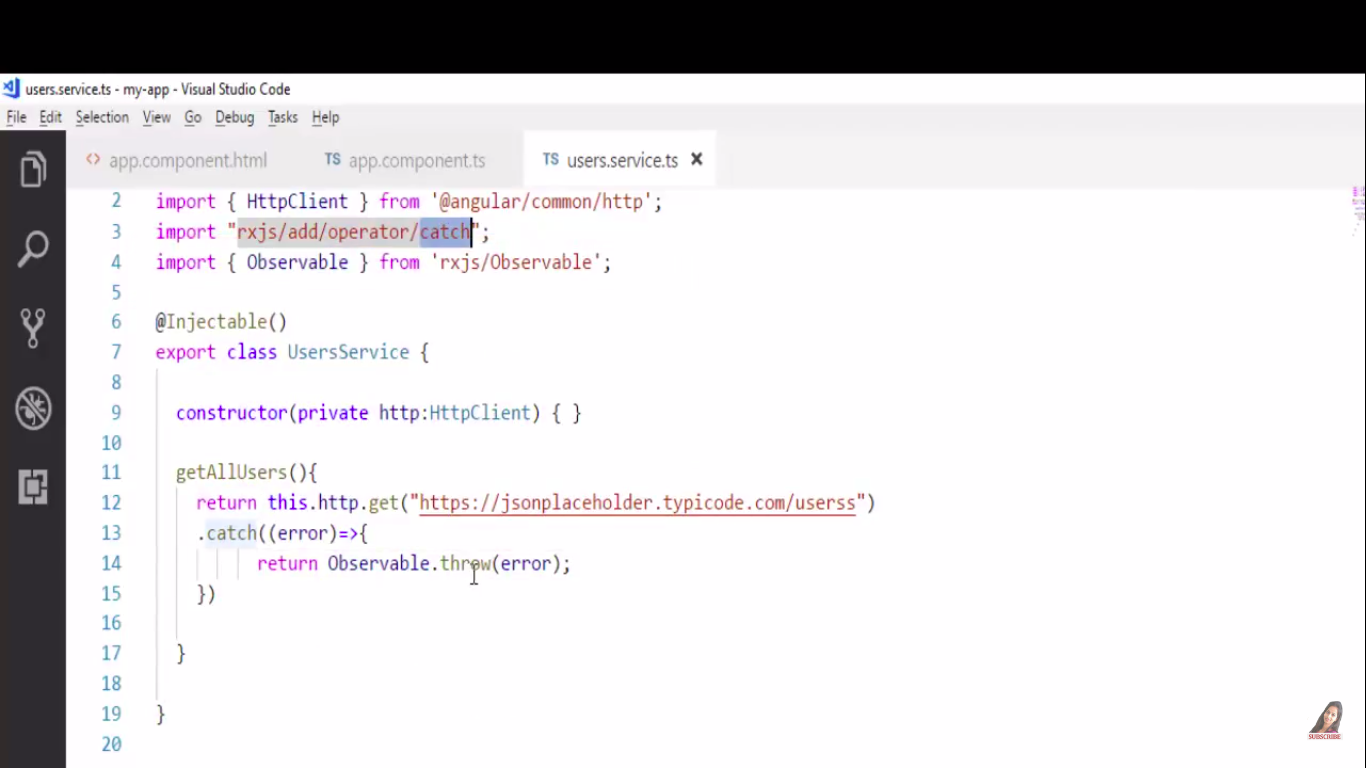 users.service.ts - my-app - Visual Studio Code
File Edit Selection View Go Debug Tasks Help
<> app.component.html TS app.component.ts TS users.service.ts ×
2 import { HttpClient } from '@angular/common/http';
3 import "rxjs/add/operator/catch";
4 import { Observable } from 'rxjs/Observable';
5
6 @Injectable()
7 export class UsersService {
8
9 constructor(private http:HttpClient) { }
10
11 getAllUsers(){
12 return this.http.get("https://jsonplaceholder.typicode.com/userss")
13 .catch((error)=>{
14 return Observable.throw(error);
15 })
16
17 }
18
19 }
20
SUBSCRIBE